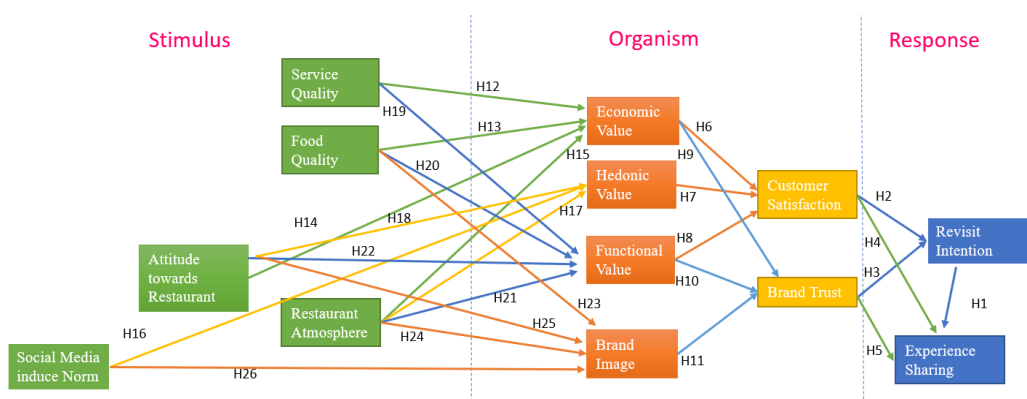 Stimulus
Organism
Response
Service
Quality
H12
H19
Food
Quality
H13
H20
H15
Economic
Value
H6
H9
Hedonic
Value
H17
H7
Customer
Satisfaction
H2
H14
H18
H22
Attitude
towards
Restaurant
Functional
Value
H8
H10
H4
H3
Revisit
Intention
Brand Trust
H21
H23
Restaurant
Atmosphere
H25
H24
H1
H16
Brand
Image
H11
H5
Experience
Sharing
Social Media
induce Norm
H26